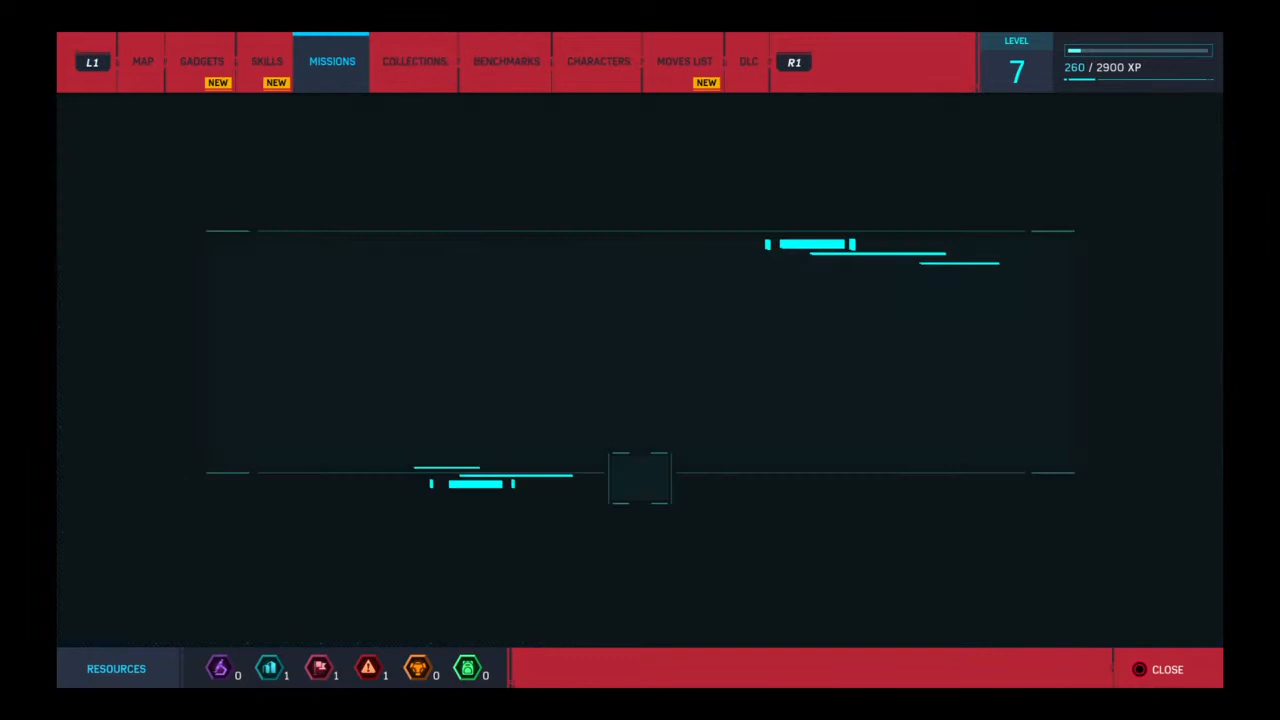 L1 MAP GADGETS SKILLS MISSIONS COLLECTIONS BENCHMARKS CHARACTERS MOVES LIST DLC R1
NEW NEW NEW
LEVEL
7
260 / 2900 XP
RESOURCES 0 1 1 1 0 0 CLOSE